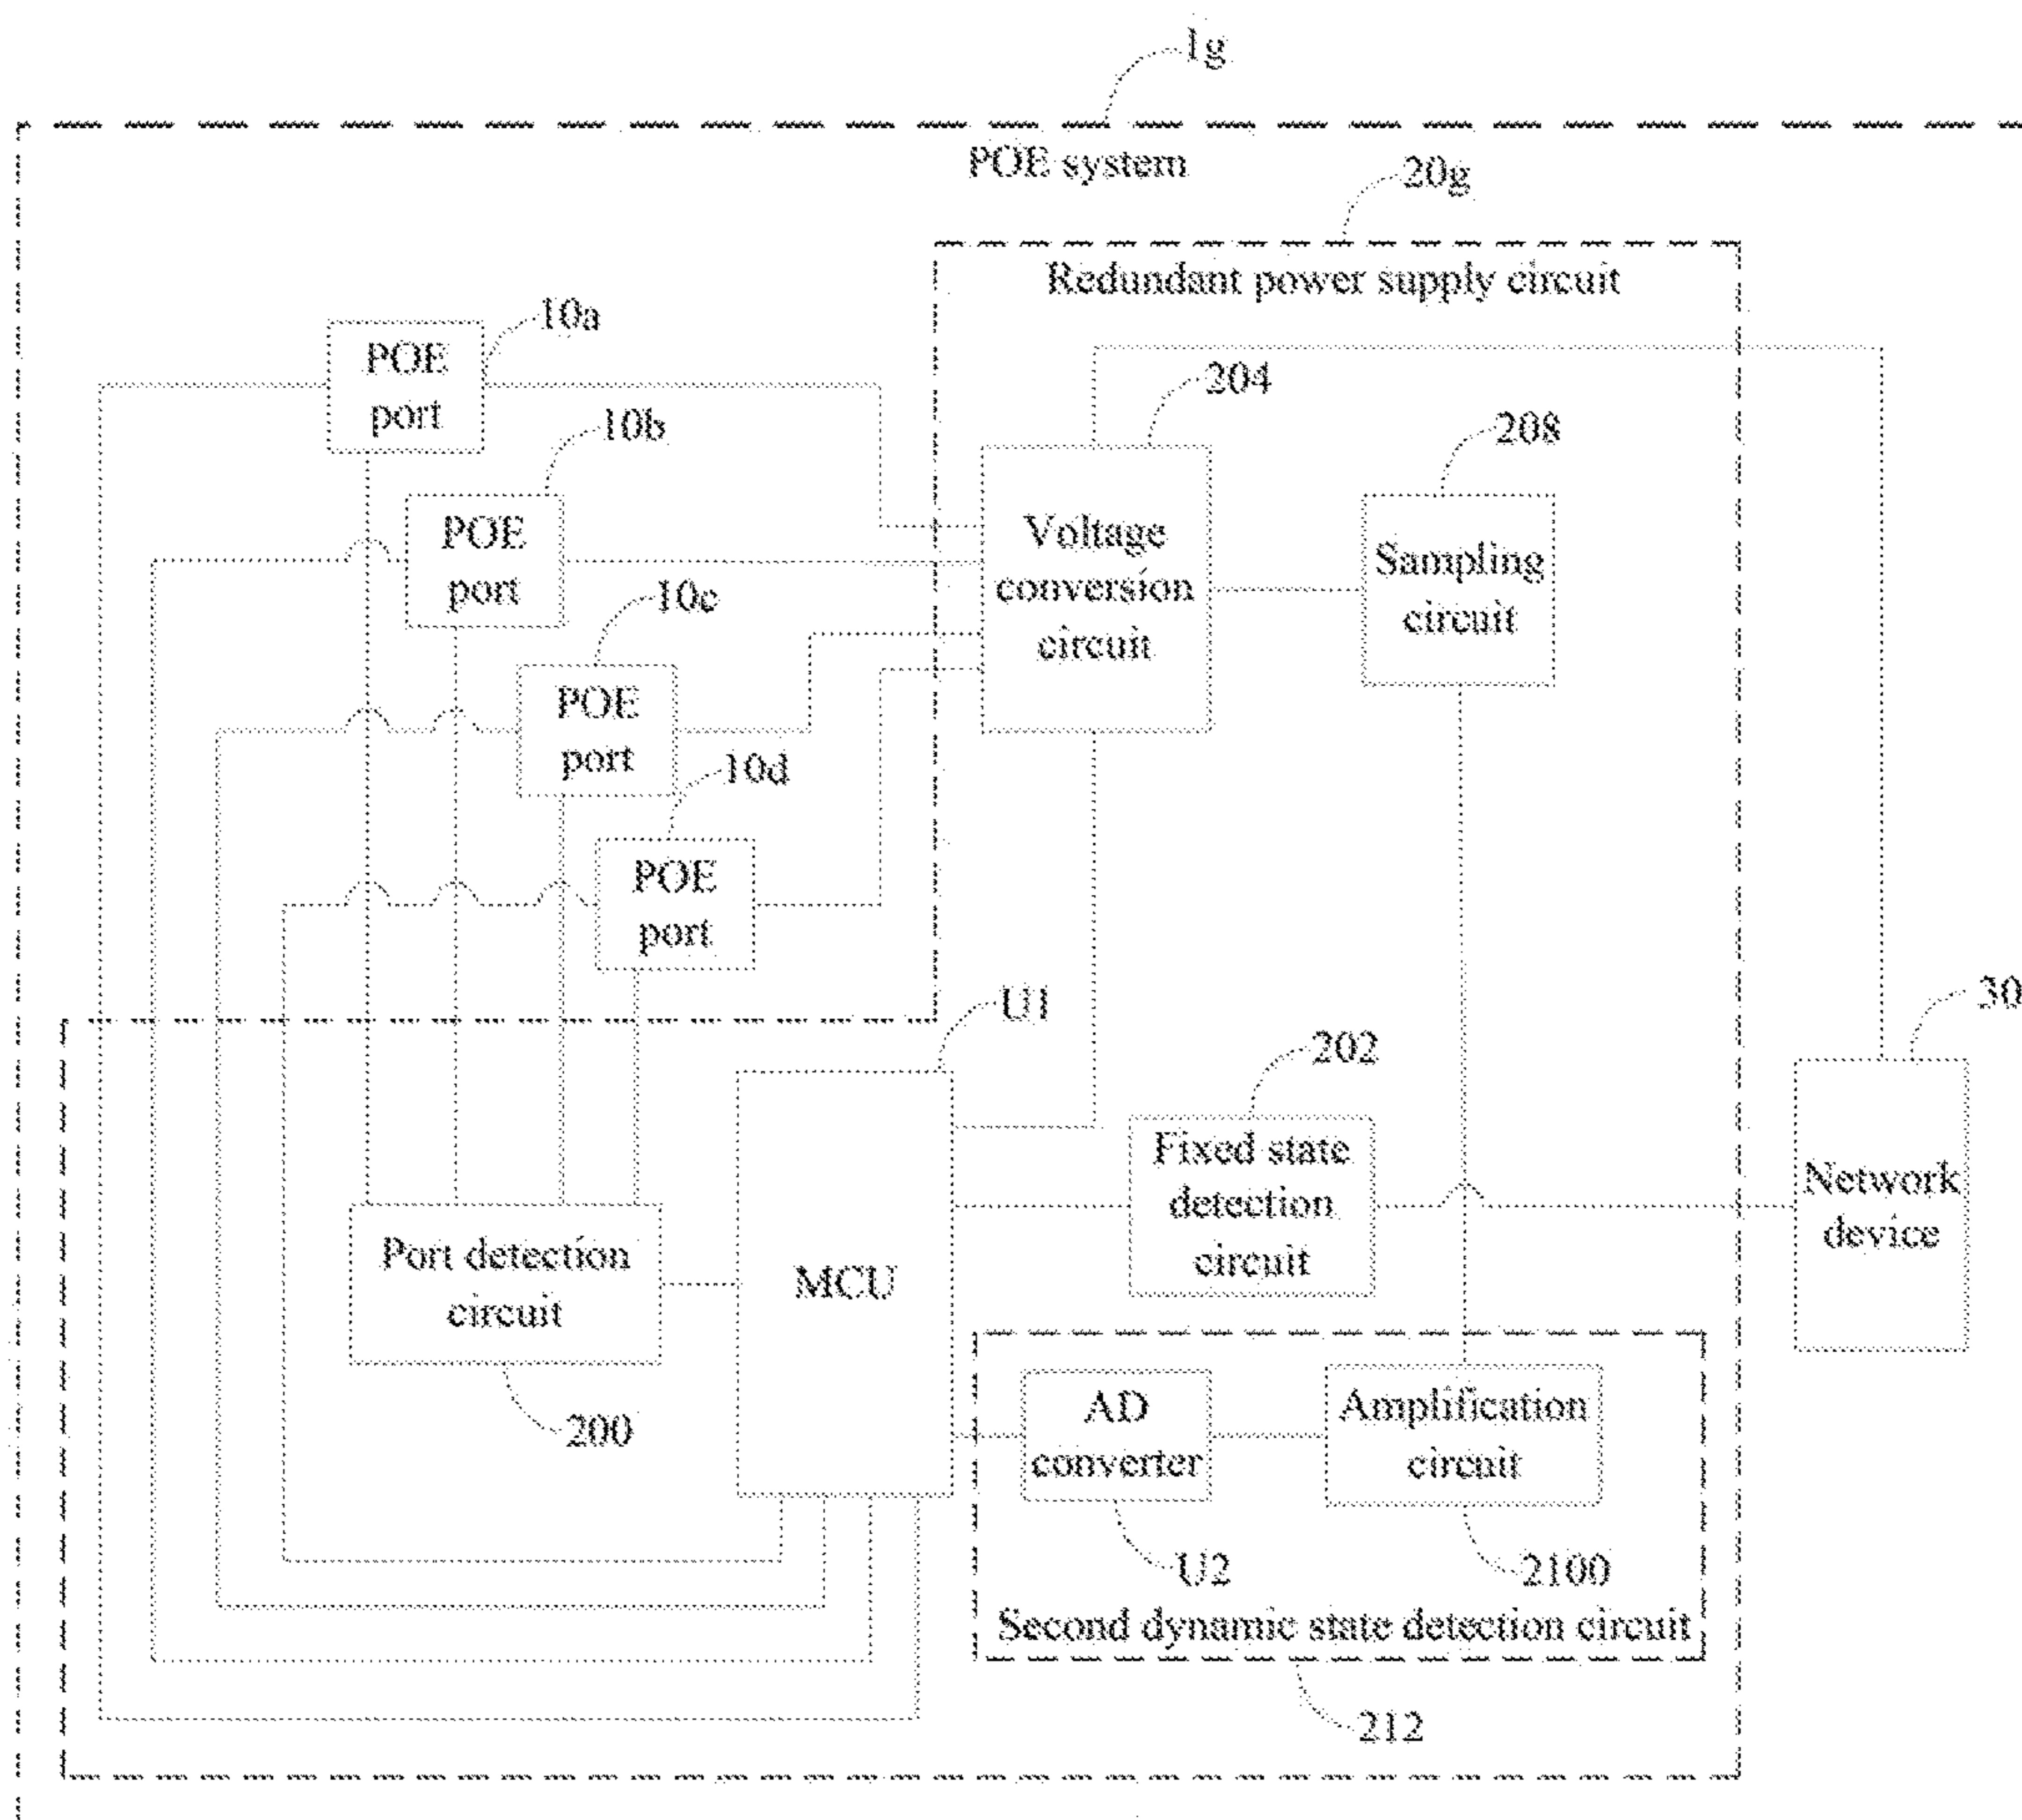 1g
POE system
20g
Redundant power supply circuit
10a
POE
port
10b
POE
port
10c
POE
port
10d
POE
port
204
Voltage
conversion
circuit
208
Sampling
circuit
U1
MCU
202
Fixed state
detection
circuit
30
Network
device
Port detection
circuit
200
AD
converter
U2
Amplification
circuit
2100
Second dynamic state detection circuit
212